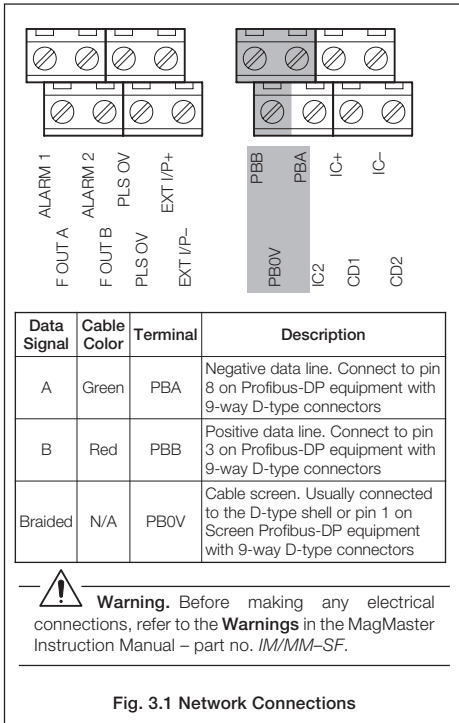 ALARM 1
ALARM 2
PLS OV
EXT I/P+
F OUT A
F OUT B
PLS OV
EXT I/P–
PBB
PBA
IC+
IC–
PB0V
IC2
CD1
CD2
Data Signal Cable Color Terminal Description
A Green PBA Negative data line. Connect to pin
8 on Profibus-DP equipment with
9-way D-type connectors
B Red PBB Positive data line. Connect to pin
3 on Profibus-DP equipment with
9-way D-type connectors
Braided N/A PB0V Cable screen. Usually connected
to the D-type shell or pin 1 on
Screen Profibus-DP equipment
with 9-way D-type connectors
Warning. Before making any electrical
connections, refer to the Warnings in the MagMaster
Instruction Manual – part no. IM/MM–SF.
Fig. 3.1 Network Connections